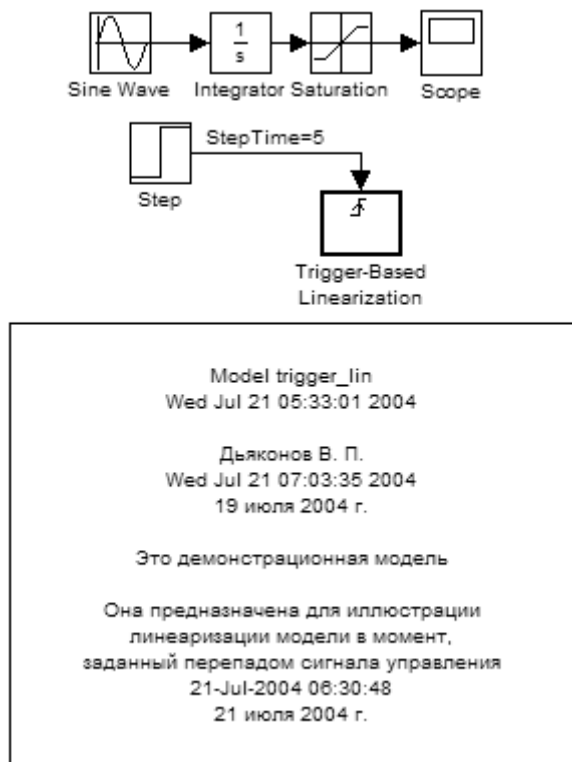 1
s
Sine Wave
Integrator
Saturation
Scope
StepTime=5
Step
Trigger-Based
Linearization
Model trigger_lin
Wed Jul 21 05:33:01 2004
Дьяконов В. П.
Wed Jul 21 07:03:35 2004
19 июля 2004 г.
Это демонстрационная модель
Она предназначена для иллюстрации
линеаризации модели в момент,
заданный перепадом сигнала управления
21-Jul-2004 06:30:48
21 июля 2004 г.